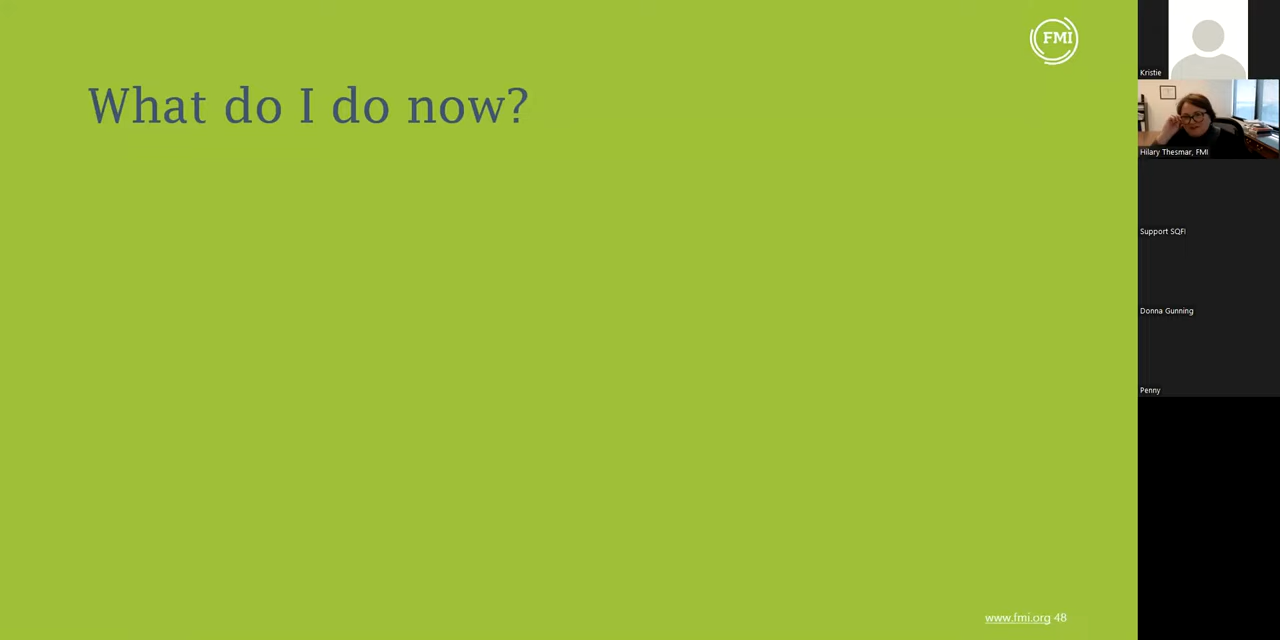 FMI
What do I do now?
www.fmi.org 48
Kristie
Hilary Thesmar, FMI
Support SQFI
Donna Gunning
Penny